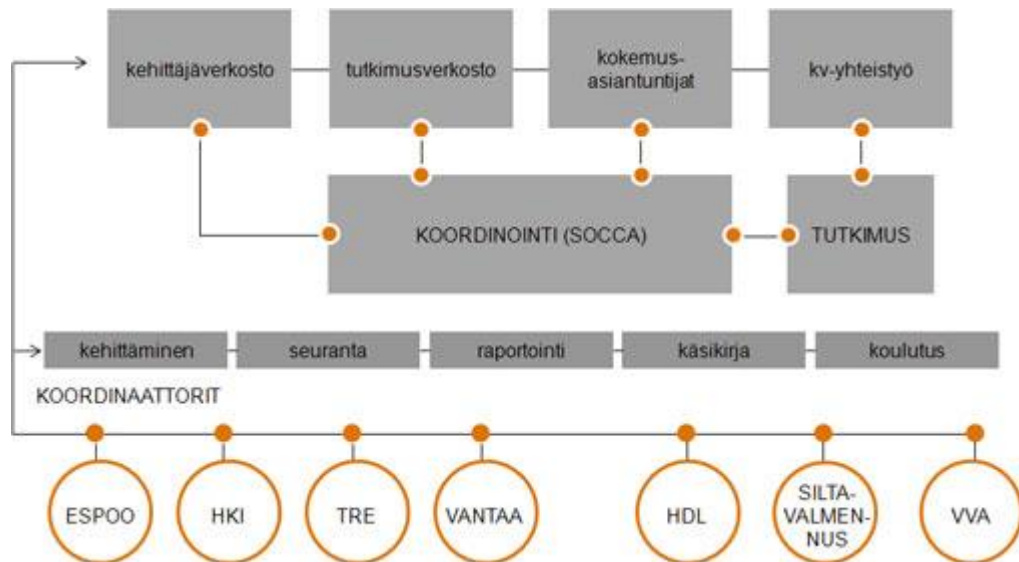 kehittäjäverkosto
tutkimusverkosto
kokemus-
asiantuntijat
kv-yhteistyö
KOORDINOINTI (SOCCA)
TUTKIMUS
kehittäminen
seuranta
raportointi
käsikirja
koulutus
KOORDINAATTORIT
ESPOO
HKI
TRE
VANTAA
HDL
SILTA-
VALMEN-
NUS
VVA